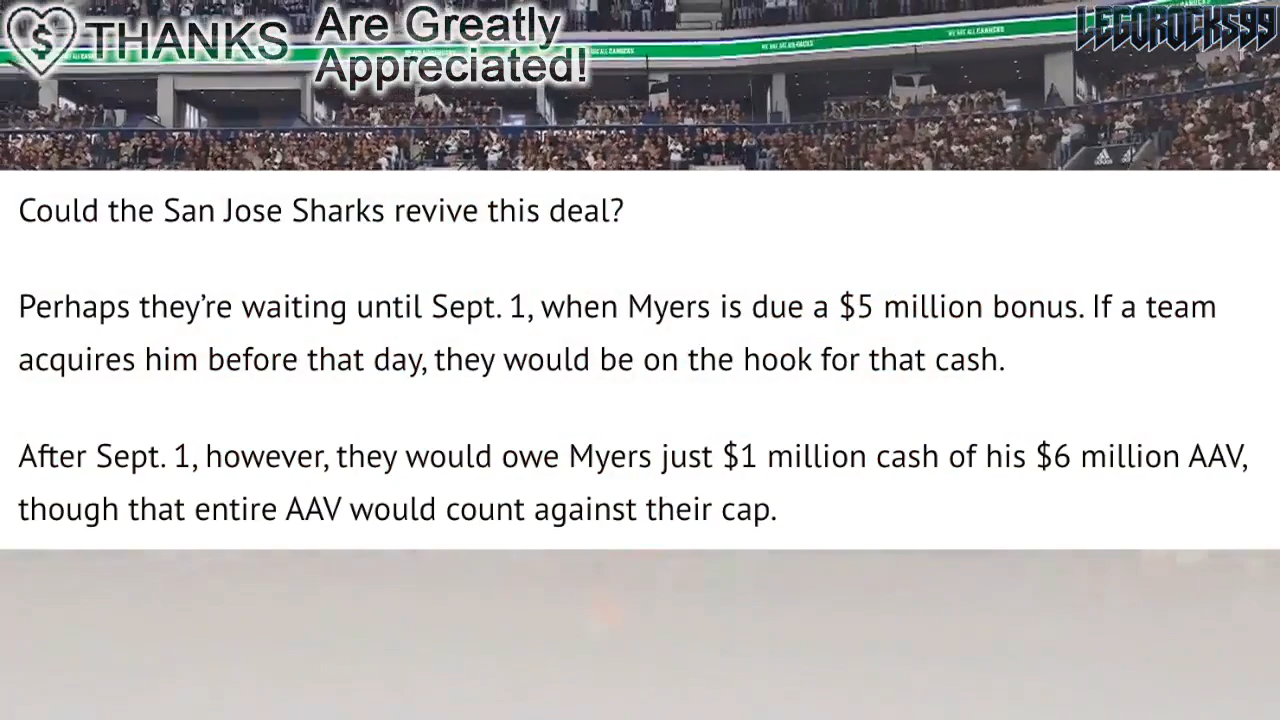 $ THANKS
Are Greatly
Appreciated!
LEGOROCKS99
Could the San Jose Sharks revive this deal?
Perhaps they're waiting until Sept. 1, when Myers is due a $5 million bonus. If a team
acquires him before that day, they would be on the hook for that cash.
After Sept. 1, however, they would owe Myers just $1 million cash of his $6 million AAV,
though that entire AAV would count against their cap.